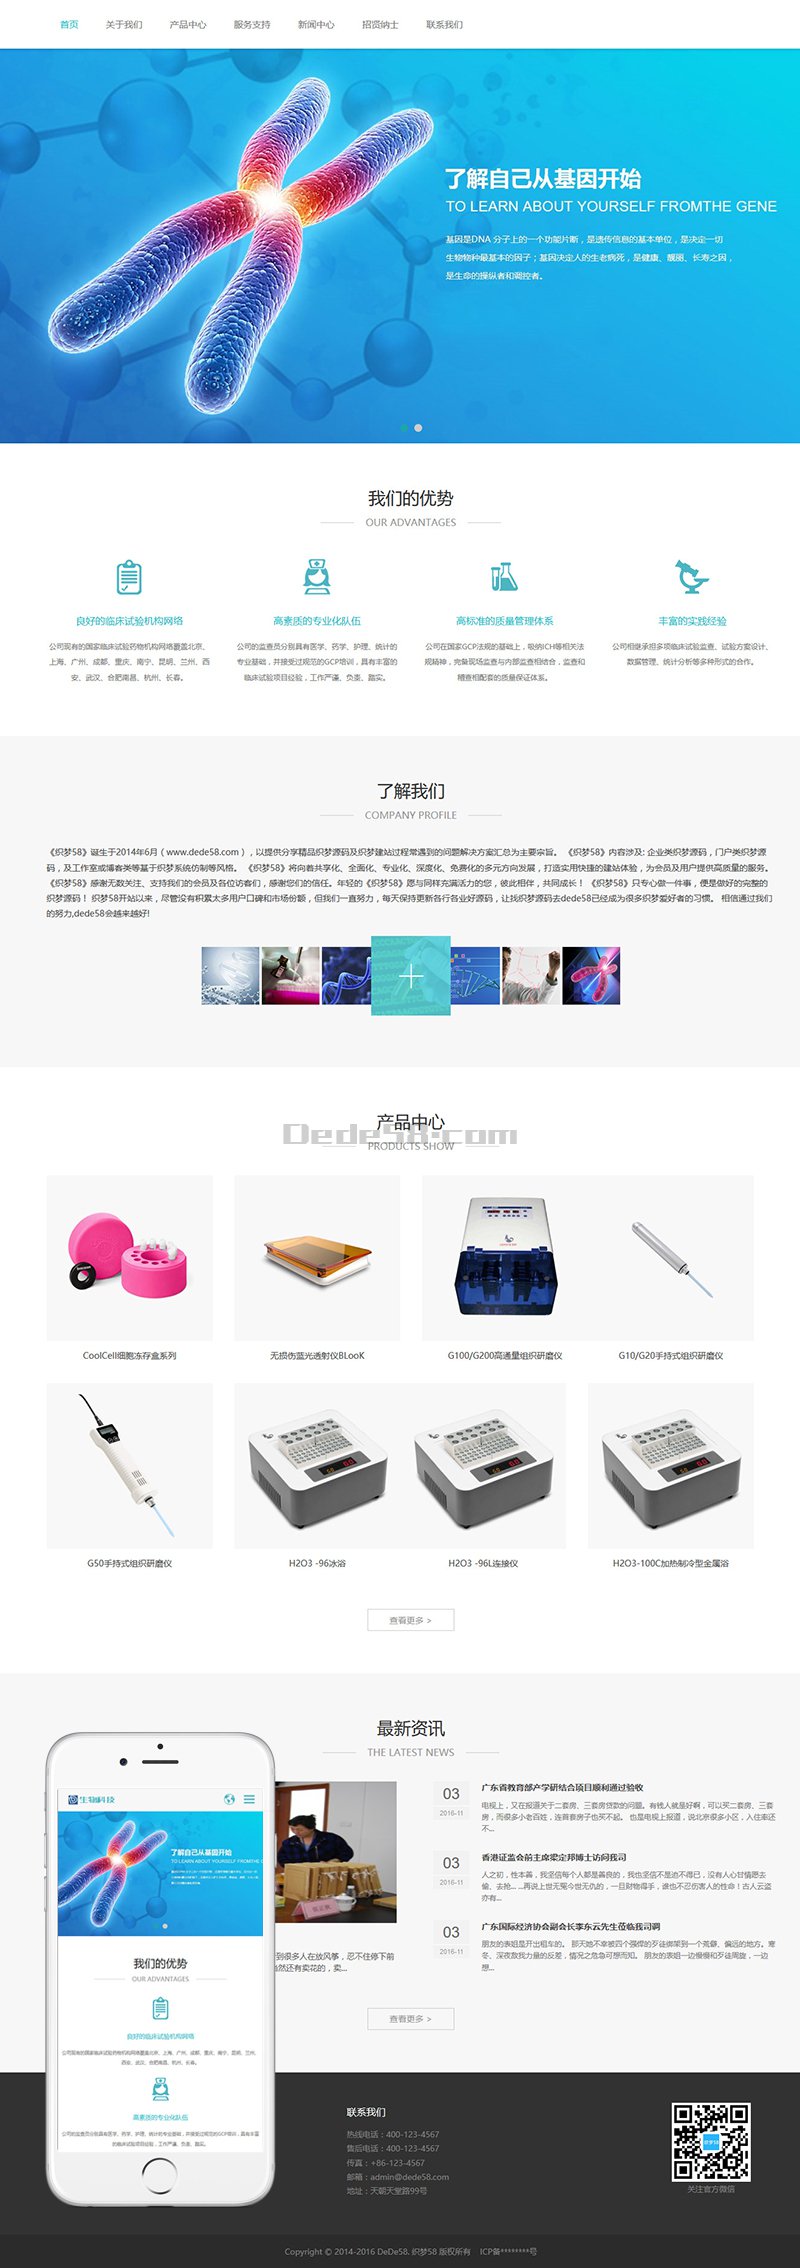 首页 关于我们 产品中心 服务支持 新闻中心 招贤纳士 联系我们
了解自己从基因开始
TO LEARN ABOUT YOURSELF FROMTHE GENE
基因是DNA 分子上的一个功能片断，是遗传信息的基本单位，是决定一切
生物物种最基本的因子；基因决定人的生老病死，是健康、靓丽、长寿之因，
是生命的操纵者和调控者。
我们的优势
OUR ADVANTAGES
良好的临床试验机构网络
公司现有的国家临床试验药物机构网络覆盖北京、
上海、广州、成都、重庆、南宁、昆明、兰州、西
安、武汉、合肥南昌、杭州、长春。
高素质的专业化队伍
公司的监查员分别具有医学、药学、护理、统计的
专业基础，并接受过规范的GCP培训，具有丰富的
临床试验项目经验，工作严谨、负责、踏实。
高标准的质量管理体系
公司在国家GCP法规的基础上，吸纳ICH等相关法
规精神，完备现场监查与内部监查相结合，监查和
稽查相配套的质量保证体系。
丰富的实践经验
公司相继承担多项临床试验监查、试验方案设计、
数据管理、统计分析等多种形式的合作。
了解我们
COMPANY PROFILE
《织梦58》诞生于2014年6月（www.dede58.com），以提供分享精品织梦源码及织梦建站过程常遇到的问题解决方案汇总为主要宗旨。 《织梦58》内容涉及: 企业类织梦源码，门户类织梦源
码，及工作室或博客类等基于织梦系统仿制等风格。 《织梦58》将向着共享化、全面化、专业化、深度化、免费化的多元方向发展，打造实用快捷的建站体验，为会员及用户提供高质量的服务。
《织梦58》感谢无数关注、支持我们的会员及各位访客们，感谢您们的信任。年轻的《织梦58》愿与同样充满活力的您，彼此相伴，共同成长！ 《织梦58》只专心做一件事，便是做好的完整的
织梦源码！ 织梦58开站以来，尽管没有积累太多用户口碑和市场份额，但我们一直努力，每天保持更新各行各业好源码，让找织梦源码去dede58已经成为很多织梦爱好者的习惯。 相信通过我们
的努力,dede58会越来越好!
产品中心
Dede58.com
PRODUCTS SHOW
CoolCell细胞冻存盒系列
无损伤蓝光透射仪BLooK
G100/G200高通量组织研磨仪
G10/G20手持式组织研磨仪
G50手持式组织研磨仪
H2O3 -96冰浴
H2O3 -96L连接仪
H2O3-100C加热制冷型金属浴
查看更多 >
最新资讯
THE LATEST NEWS
到很多人在放风筝，忍不住停下前
当然还有卖花的，卖...
03
2016-11
广东省教育部产学研结合项目顺利通过验收
电视上，又在报道关于二套房、三套房贷款的问题。有钱人就是好啊，可以买二套房、三套
房，而很多小老百姓，连首套房子也买不起。 也是电视上报道，说北京很多小区，入住率还
不...
03
2016-11
香港证监会前主席梁定邦博士访问我司
人之初，性本善，我坚信每个人都是善良的，我也坚信不是迫不得已，没有人心甘情愿去
偷、去抢... ...再说上世无冤今世无仇的，一旦财物得手，谁也不忍伤害人的性命！古人云盗
亦有...
03
2016-11
广东国际经济协会副会长李东云先生莅临我司调
朋友的表姐是开出租车的。 那天她不幸被四个强悍的歹徒绑架到一个荒僻、偏远的地方。寒
冬、深夜敌我力量的反差，情况之危急可想而知。 朋友的表姐一边慢慢和歹徒周旋，一边
想...
查看更多 >
生物科技
了解自己从基因开始
TO LEARN ABOUT YOURSELF FROMTHE G
我们的优势
OUR ADVANTAGES
良好的临床试验机构网络
公司现有的国家临床试验药物机构网络覆盖北京、上海、广州、成都、重庆、南宁、昆明、兰州、
西安、武汉、合肥南昌、杭州、长春。
高素质的专业化队伍
公司的监查员分别具有医学、药学、护理、统计的专业基础，并接受过规范的GCP培训，具有丰富
的临床试验项目经验，工作严谨、负责、踏实。
联系我们
热线电话：400-123-4567
售后电话：400-123-4567
传真：+86-123-4567
邮箱：admin@dede58.com
地址：天朝天堂路99号
织梦58
关注官方微信
Copyright © 2014-2016 DeDe58. 织梦58 版权所有 ICP备********号